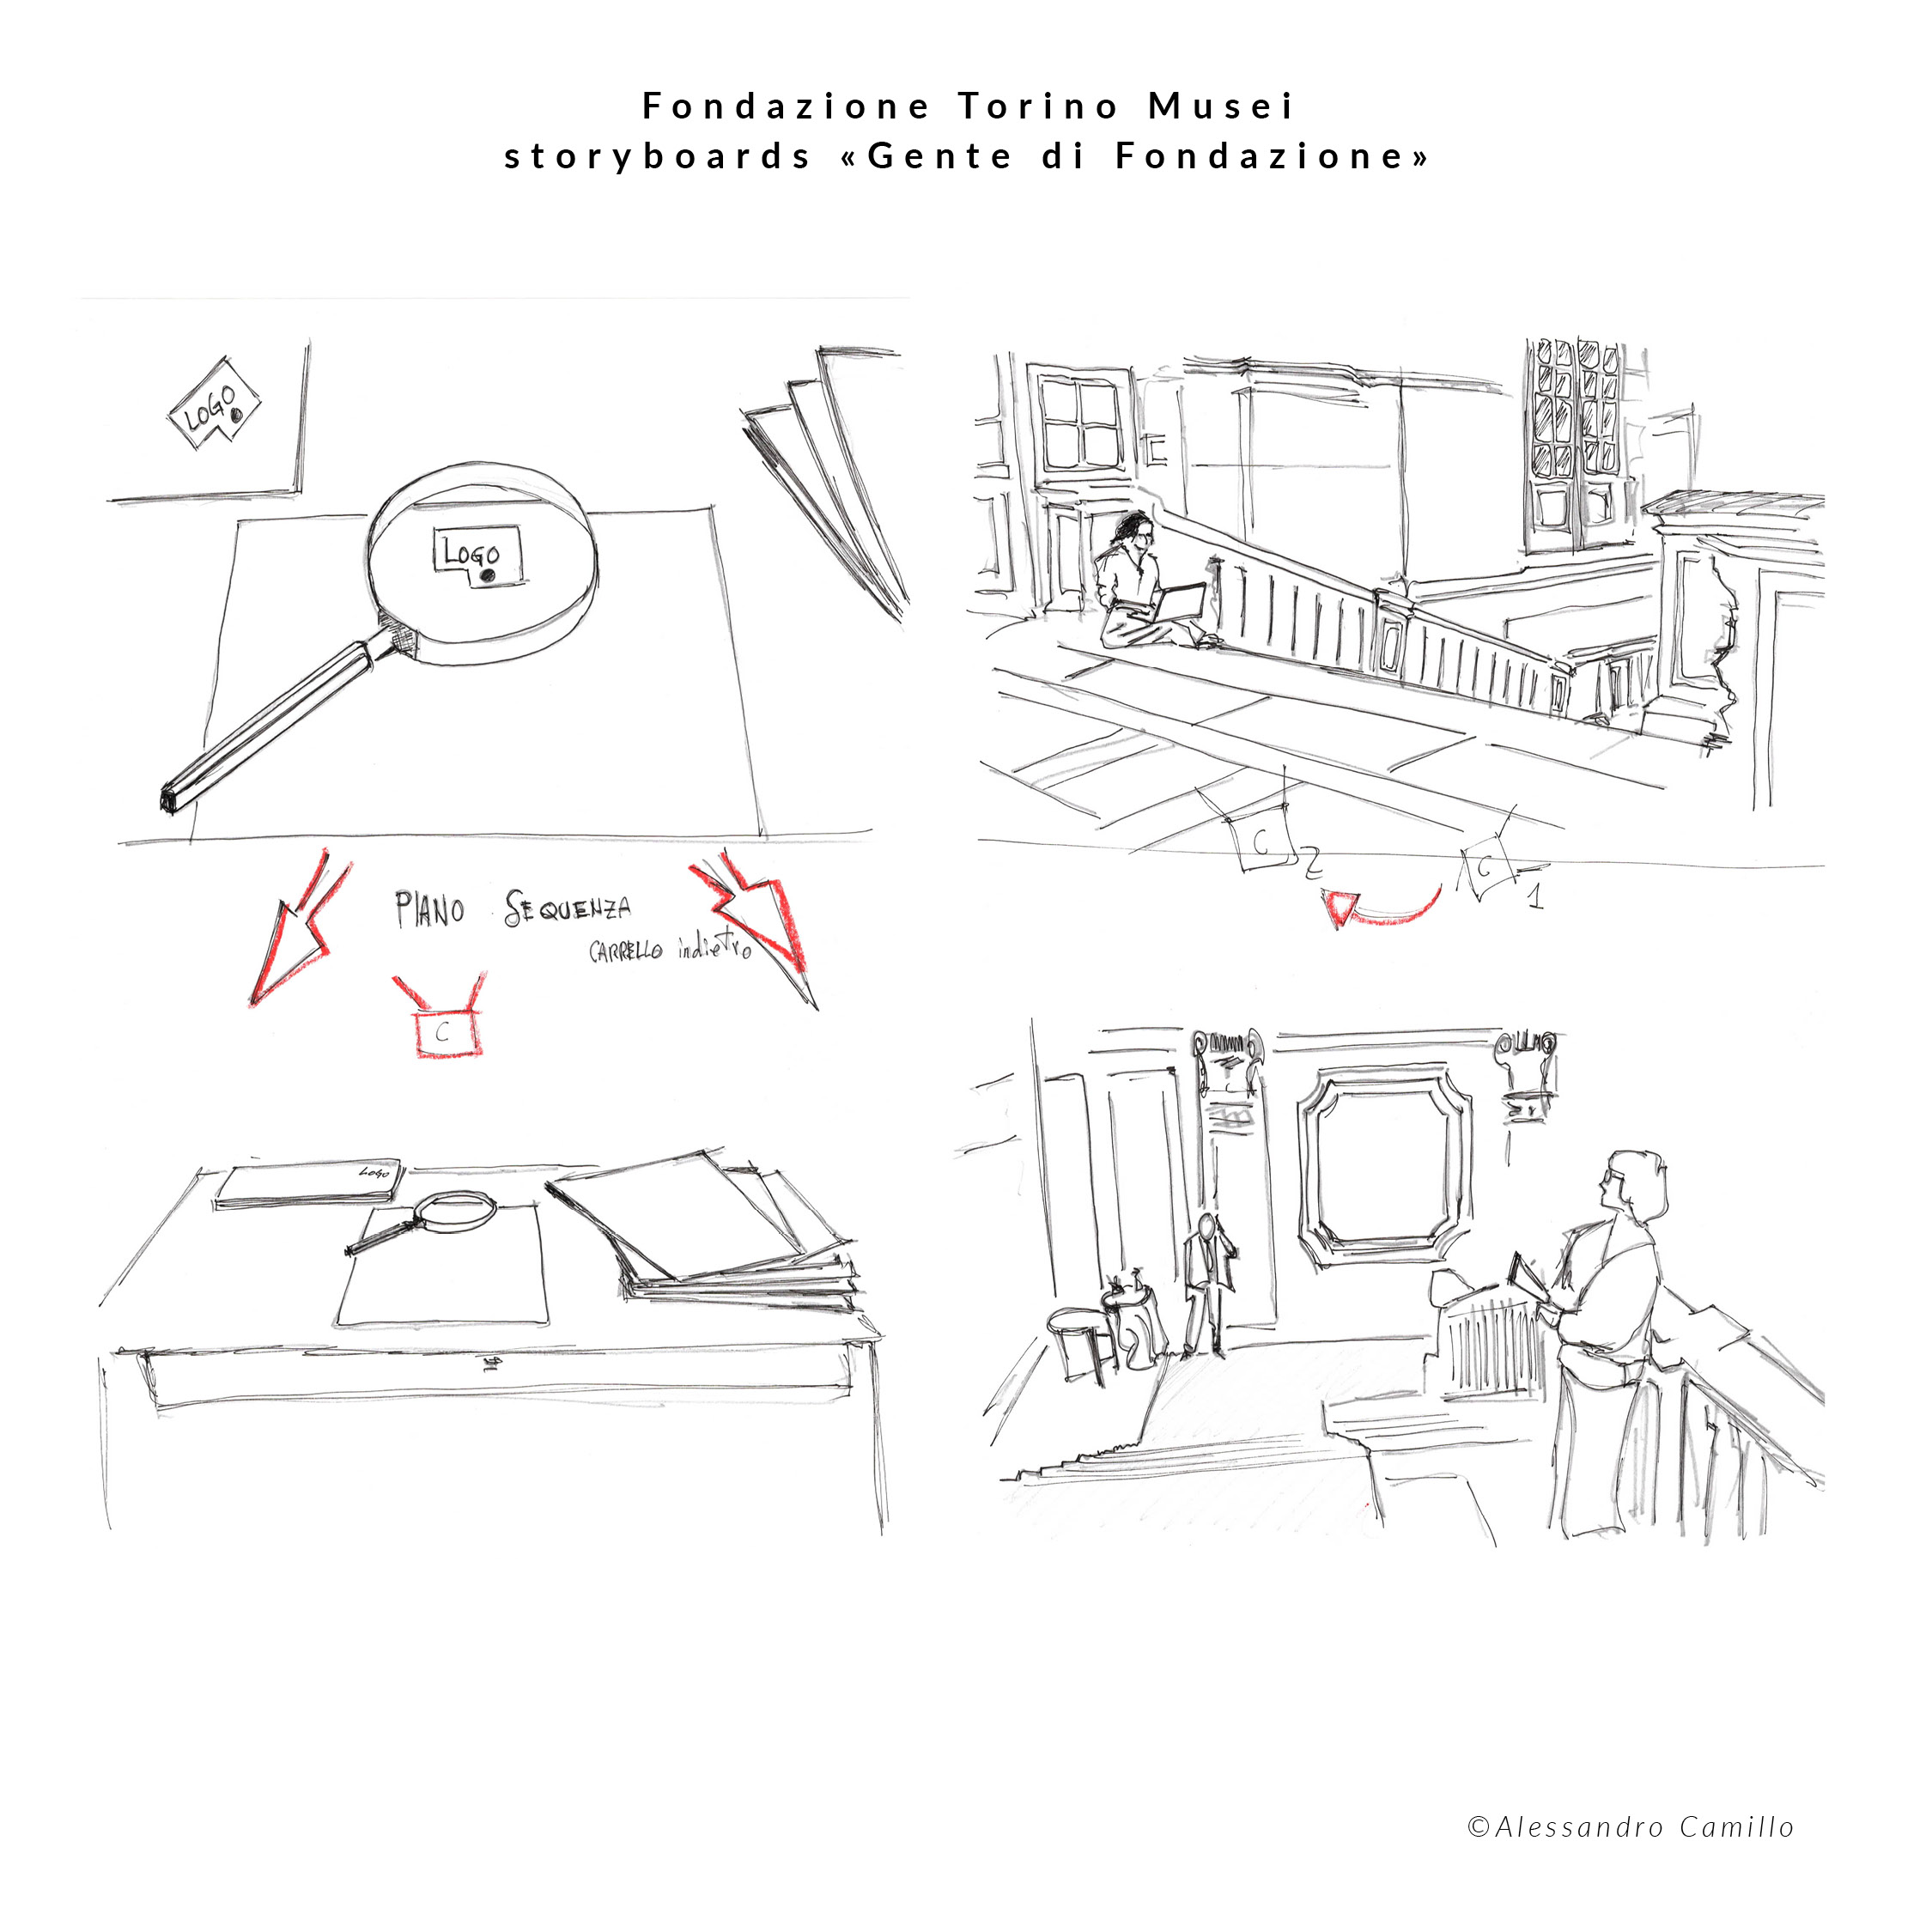 Fondazione Torino Musei
storyboards «Gente di Fondazione»
LOGO
LOGO
PIANO SEQUENZA
CARRELLO indietro
C
LOGO
C
2
C
1
©Alessandro Camillo